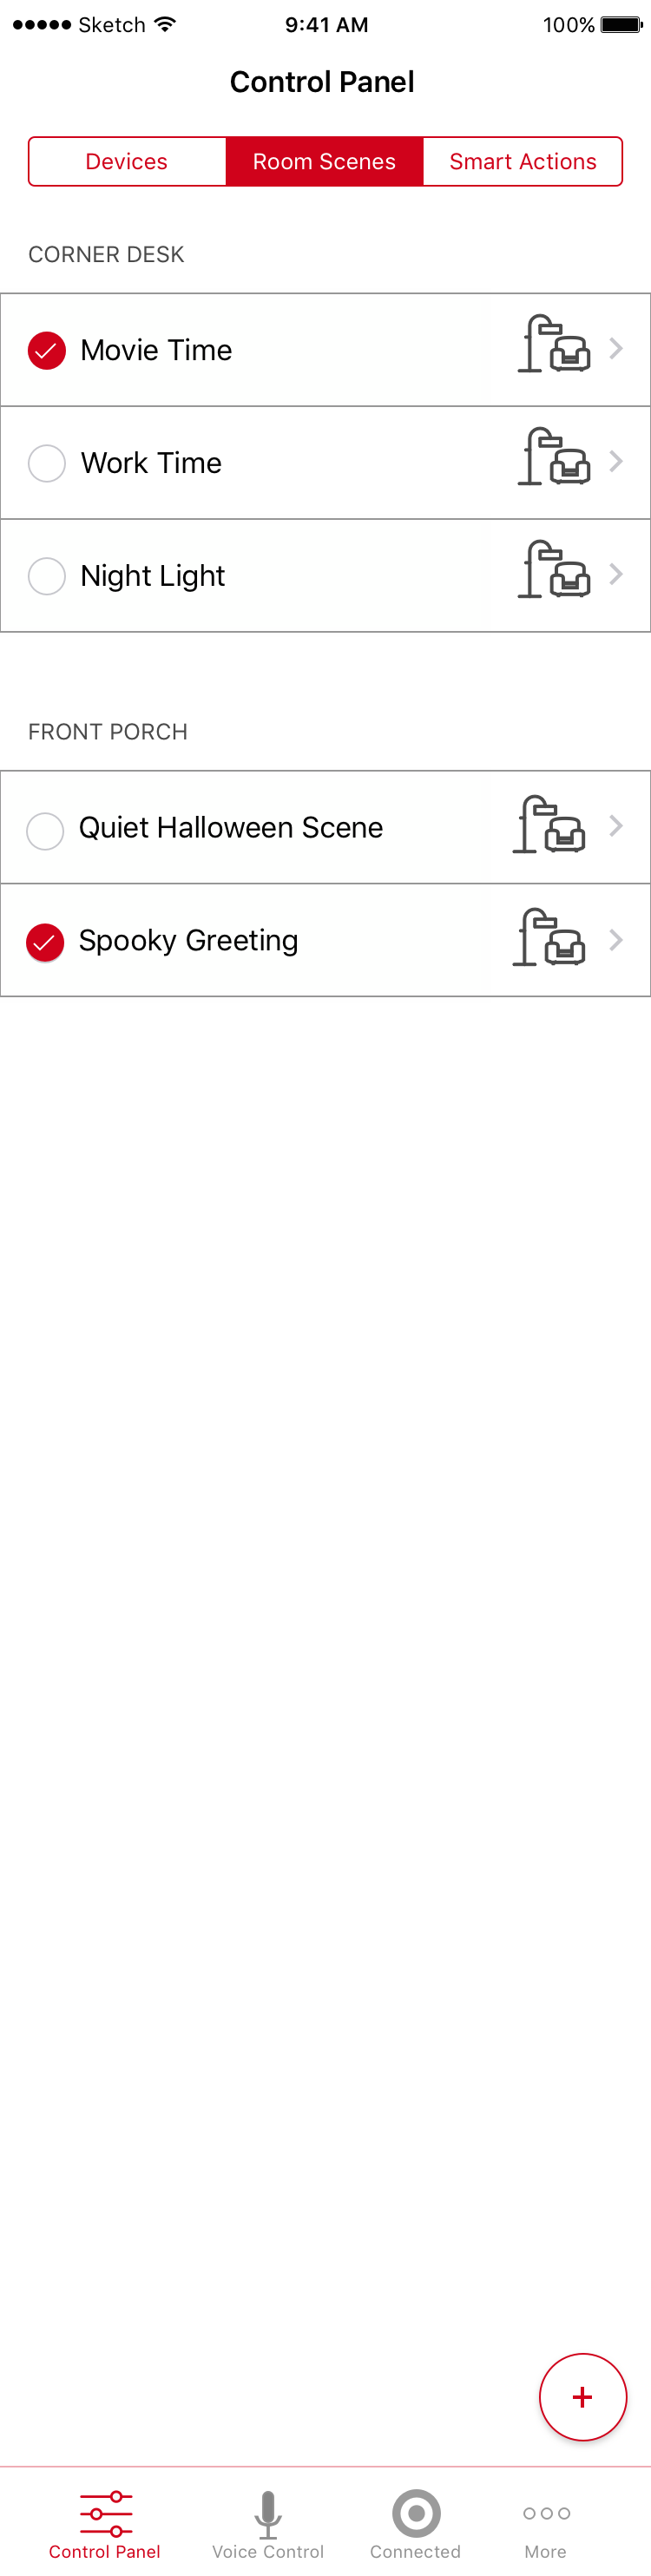 Sketch 9:41 AM 100%
Control Panel
Devices Room Scenes Smart Actions
CORNER DESK
Movie Time
Work Time
Night Light
FRONT PORCH
Quiet Halloween Scene
Spooky Greeting
+
Control Panel Voice Control Connected More